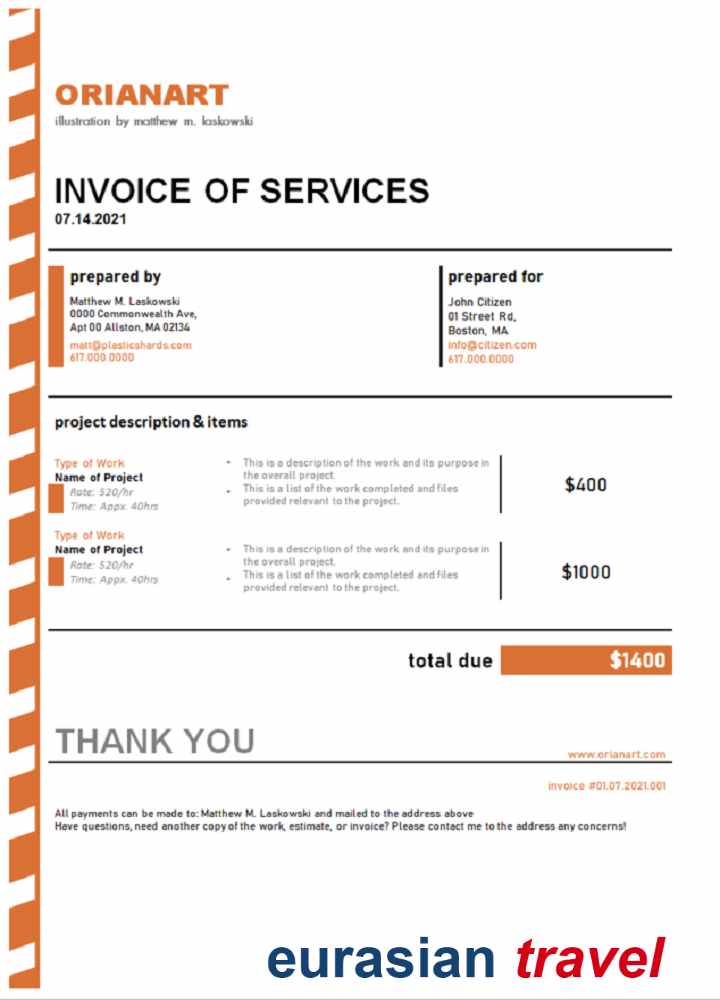 ORIANART
illustration by matthew m. laskowski
INVOICE OF SERVICES
07.14.2021
prepared by
Matthew M. Laskowski
0000 Commonwealth Ave,
Apt 00 Allston, MA 02134
matt@plasticshards.com
617.000.0000
prepared for
John Citizen
01 Street Rd,
Boston, MA
info@citizen.com
617.000.0000
project description & items
Type of Work
Name of Project
Rate: $20/hr
Time: Appx. 40hrs
- This is a description of the work and its purpose in
the overall project.
- This is a list of the work completed and files
provided relevant to the project.
$400
Type of Work
Name of Project
Rate: $20/hr
Time: Appx. 40hrs
- This is a description of the work and its purpose in
the overall project.
- This is a list of the work completed and files
provided relevant to the project.
$1000
total due $1400
THANK YOU
www.orianart.com
invoice #01.07.2021.001
All payments can be made to: Matthew M. Laskowski and mailed to the address above
Have questions, need another copy of the work, estimate, or invoice? Please contact me to the address any concerns!
eurasian travel